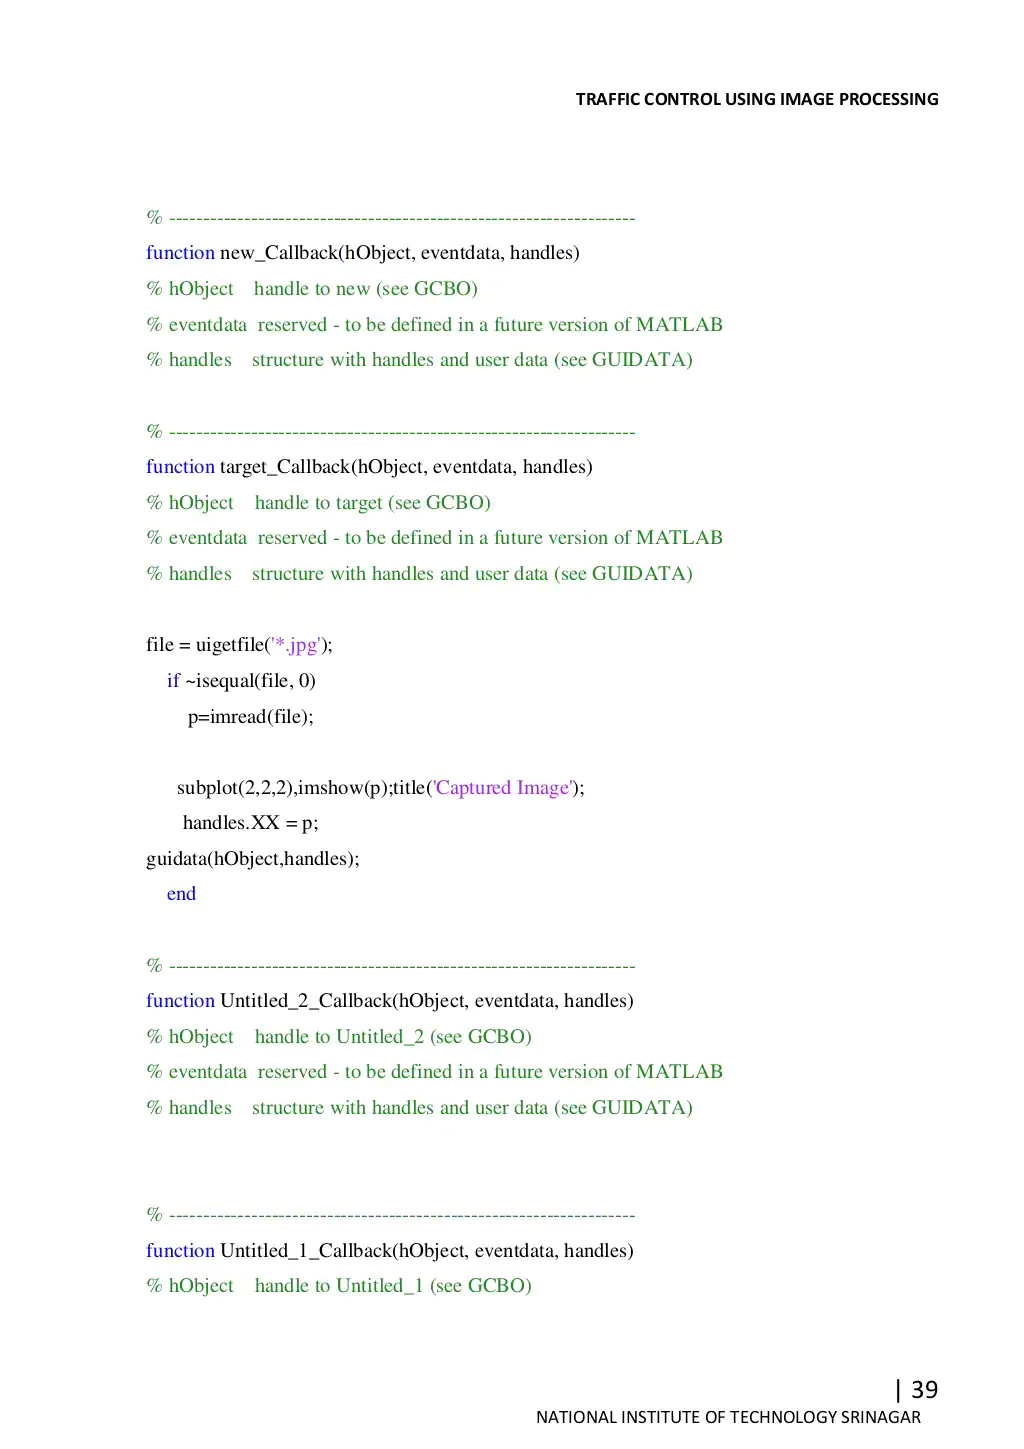 TRAFFIC CONTROL USING IMAGE PROCESSING
% --------------------------------------------------------------------
function new_Callback(hObject, eventdata, handles)
% hObject    handle to new (see GCBO)
% eventdata  reserved - to be defined in a future version of MATLAB
% handles    structure with handles and user data (see GUIDATA)
% --------------------------------------------------------------------
function target_Callback(hObject, eventdata, handles)
% hObject    handle to target (see GCBO)
% eventdata  reserved - to be defined in a future version of MATLAB
% handles    structure with handles and user data (see GUIDATA)
file = uigetfile('*.jpg');
if ~isequal(file, 0)
p=imread(file);
subplot(2,2,2),imshow(p);title('Captured Image');
handles.XX = p;
guidata(hObject,handles);
end
% --------------------------------------------------------------------
function Untitled_2_Callback(hObject, eventdata, handles)
% hObject    handle to Untitled_2 (see GCBO)
% eventdata  reserved - to be defined in a future version of MATLAB
% handles    structure with handles and user data (see GUIDATA)
% --------------------------------------------------------------------
function Untitled_1_Callback(hObject, eventdata, handles)
% hObject    handle to Untitled_1 (see GCBO)
| 39
NATIONAL INSTITUTE OF TECHNOLOGY SRINAGAR